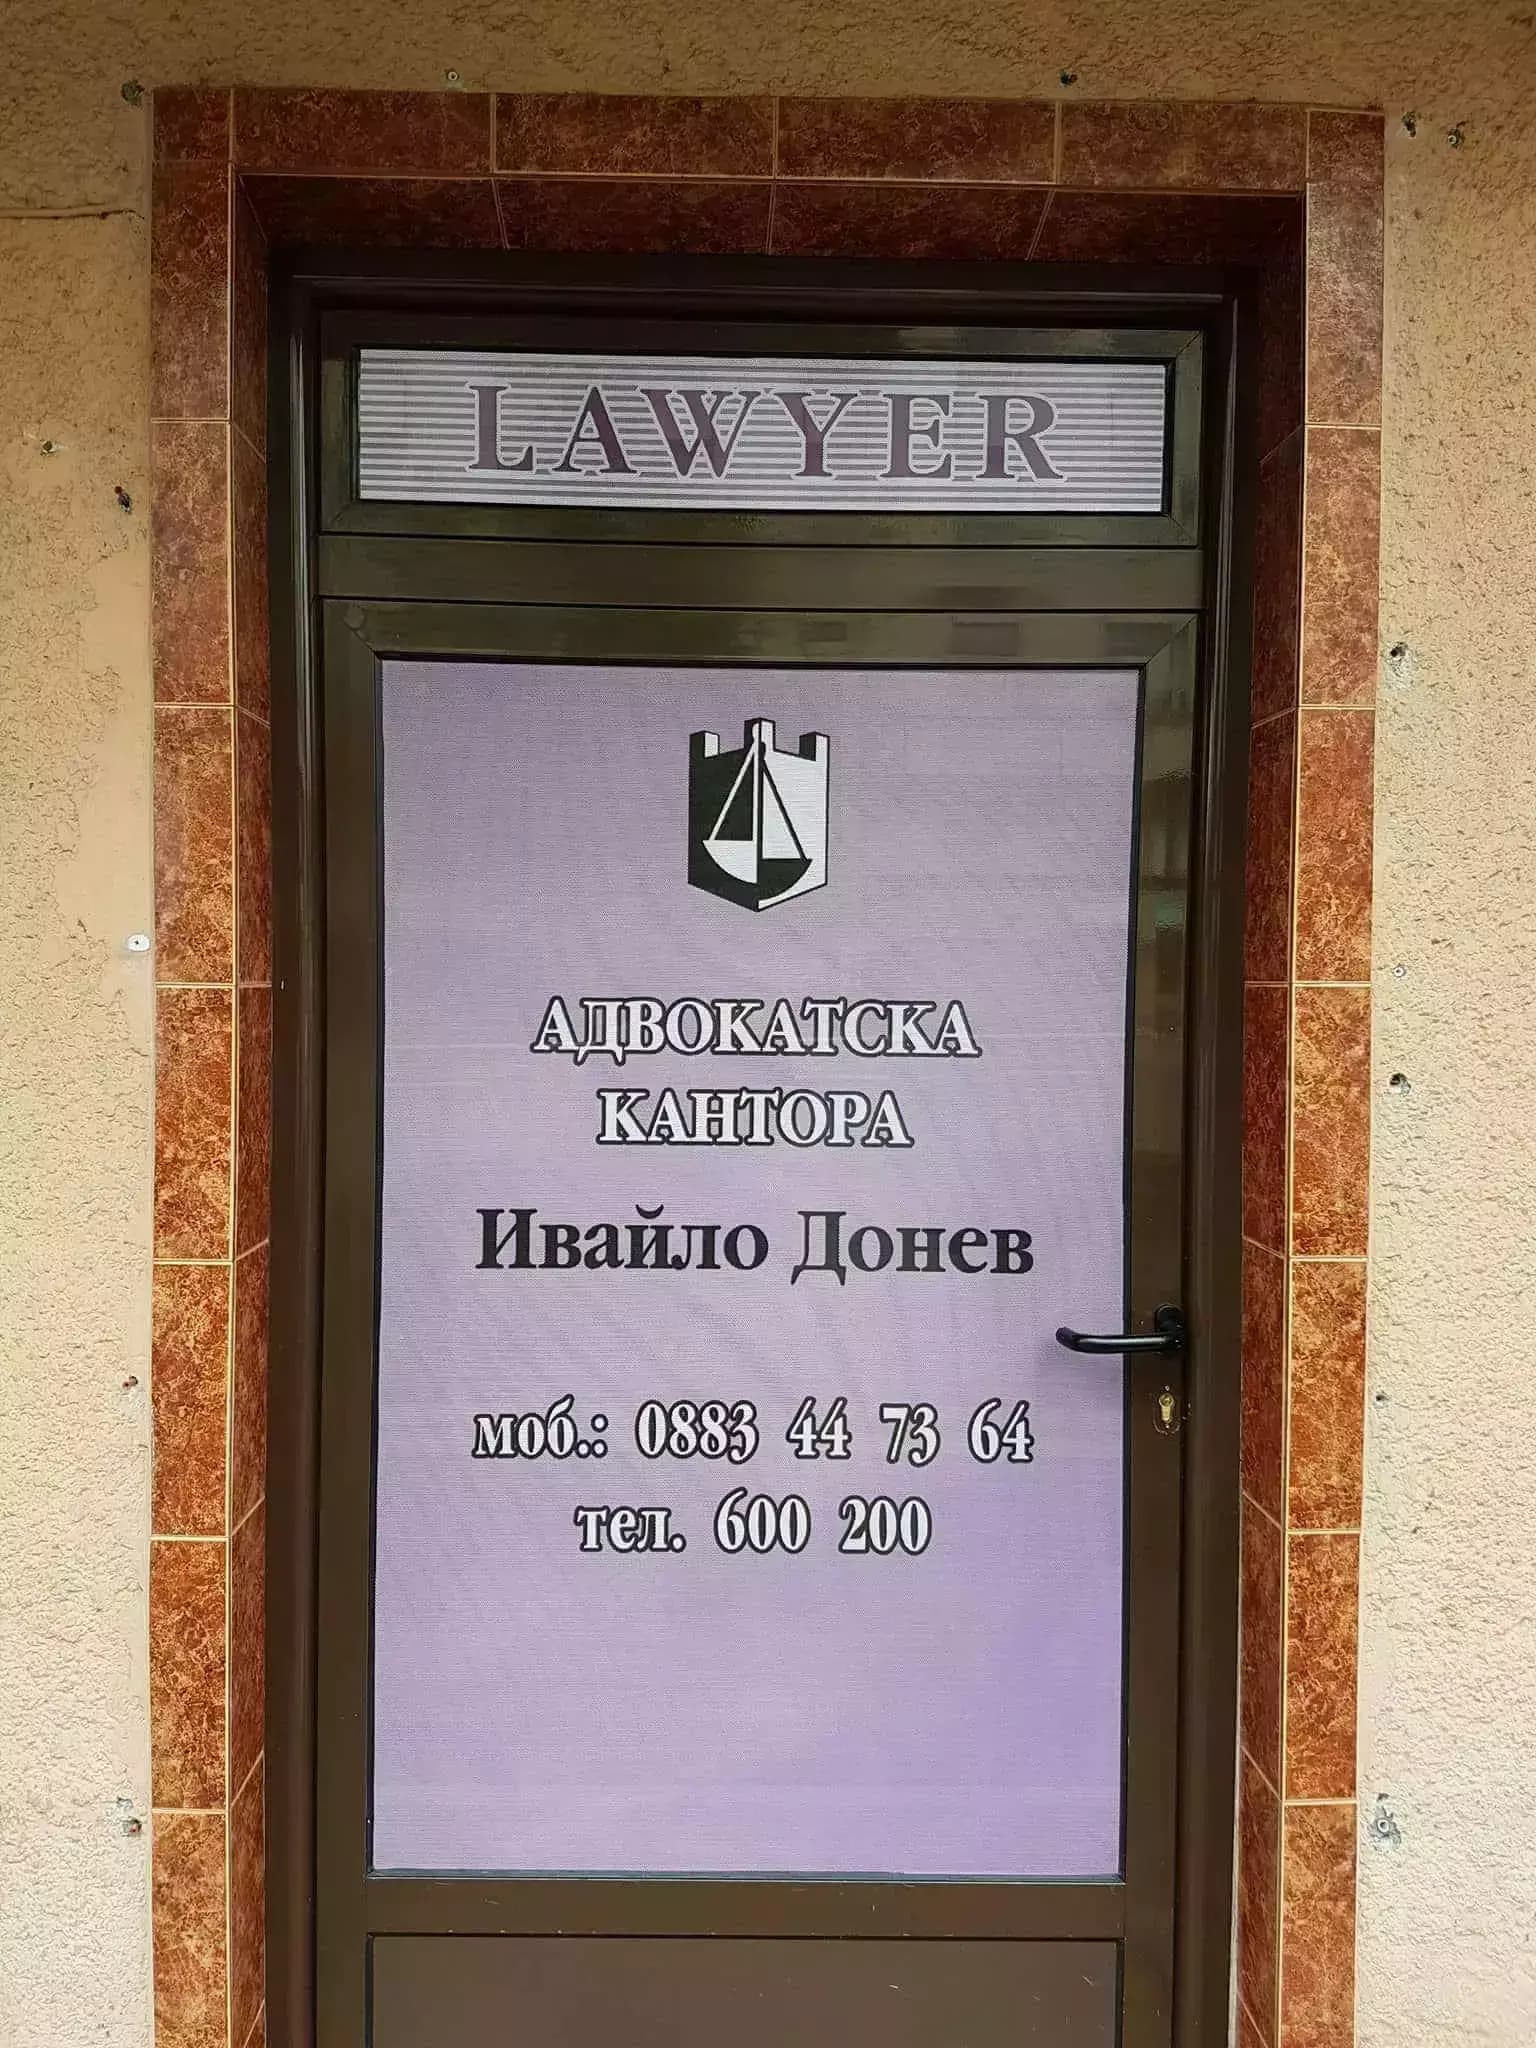 LAWYER
АДВОКАТСКА
КАНТОРА
Ивайло Донев
моб.: 0883 44 73 64
тел. 600 200